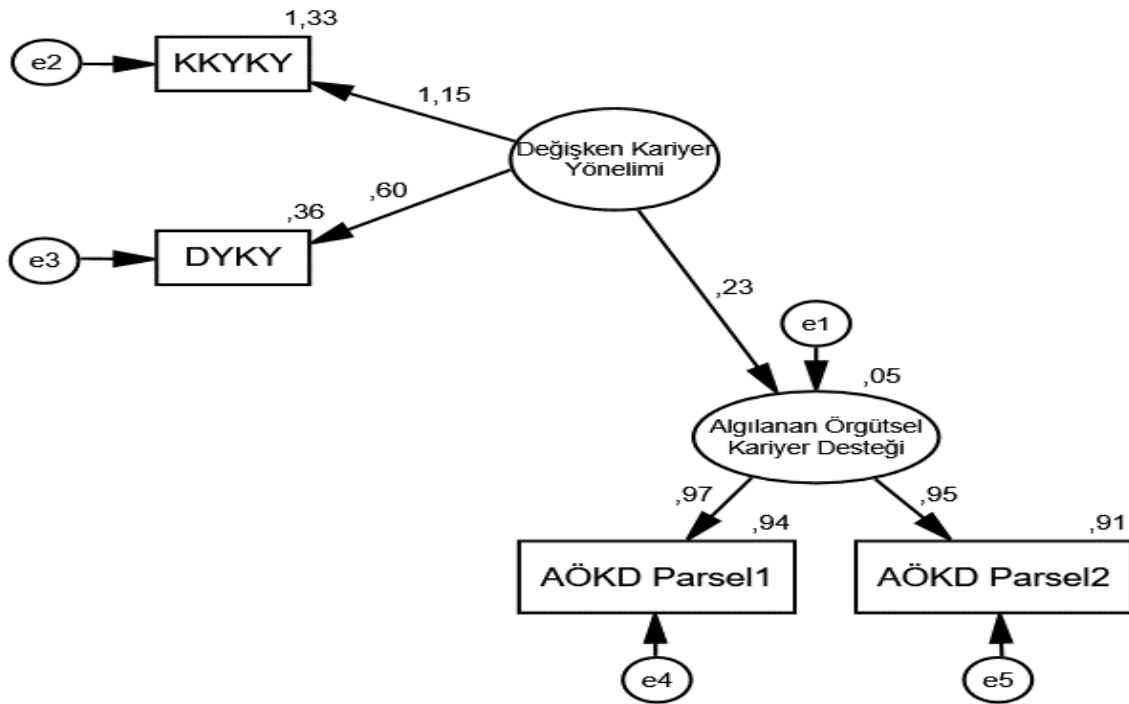 1,33
e2
KKYKY
1,15
Değişken Kariyer
Yönelimi
,60
,36
e3
DYKY
,23
e1
,05
Algılanan Örgütsel
Kariyer Desteği
,97
,95
,94
,91
AÖKD Parsel1
AÖKD Parsel2
e4
e5